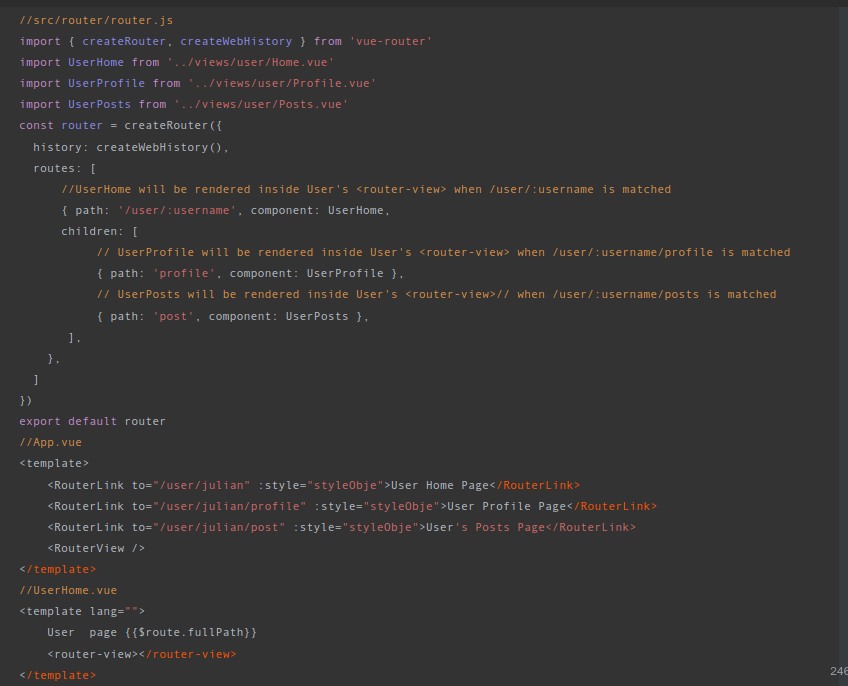 //src/router/router.js
import { createRouter, createWebHistory } from 'vue-router'
import UserHome from '../views/user/Home.vue'
import UserProfile from '../views/user/Profile.vue'
import UserPosts from '../views/user/Posts.vue'
const router = createRouter({
  history: createWebHistory(),
  routes: [
      //UserHome will be rendered inside User's <router-view> when /user/:username is matched
      { path: '/user/:username', component: UserHome,
      children: [
           // UserProfile will be rendered inside User's <router-view> when /user/:username/profile is matched
           { path: 'profile', component: UserProfile },
           // UserPosts will be rendered inside User's <router-view>// when /user/:username/posts is matched
           { path: 'post', component: UserPosts },
       ],
    },
  ]
})
export default router
//App.vue
<template>
    <RouterLink to="/user/julian" :style="styleObje">User Home Page</RouterLink>
    <RouterLink to="/user/julian/profile" :style="styleObje">User Profile Page</RouterLink>
    <RouterLink to="/user/julian/post" :style="styleObje">User's Posts Page</RouterLink>
    <RouterView />
</template>
//UserHome.vue
<template lang="">
    User  page {{$route.fullPath}}
    <router-view></router-view>
246
</template>